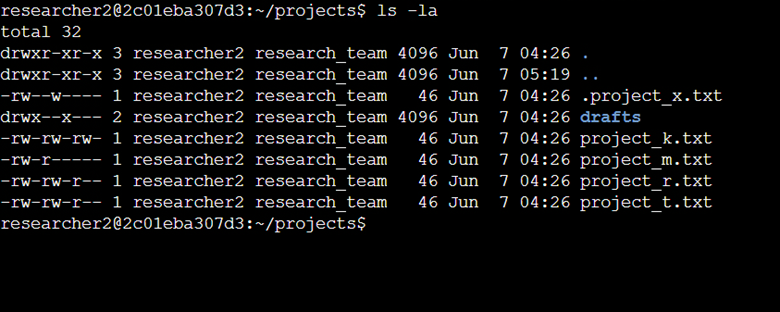 researcher2@2c01eba307d3:~/projects$ ls -la
total 32
drwxr-xr-x 3 researcher2 research_team 4096 Jun  7 04:26 .
drwxr-xr-x 3 researcher2 research_team 4096 Jun  7 05:19 ..
-rw--w---- 1 researcher2 research_team   46 Jun  7 04:26 .project_x.txt
drwx--x--- 2 researcher2 research_team 4096 Jun  7 04:26 drafts
-rw-rw-rw- 1 researcher2 research_team   46 Jun  7 04:26 project_k.txt
-rw-r----- 1 researcher2 research_team   46 Jun  7 04:26 project_m.txt
-rw-rw-r-- 1 researcher2 research_team   46 Jun  7 04:26 project_r.txt
-rw-rw-r-- 1 researcher2 research_team   46 Jun  7 04:26 project_t.txt
researcher2@2c01eba307d3:~/projects$